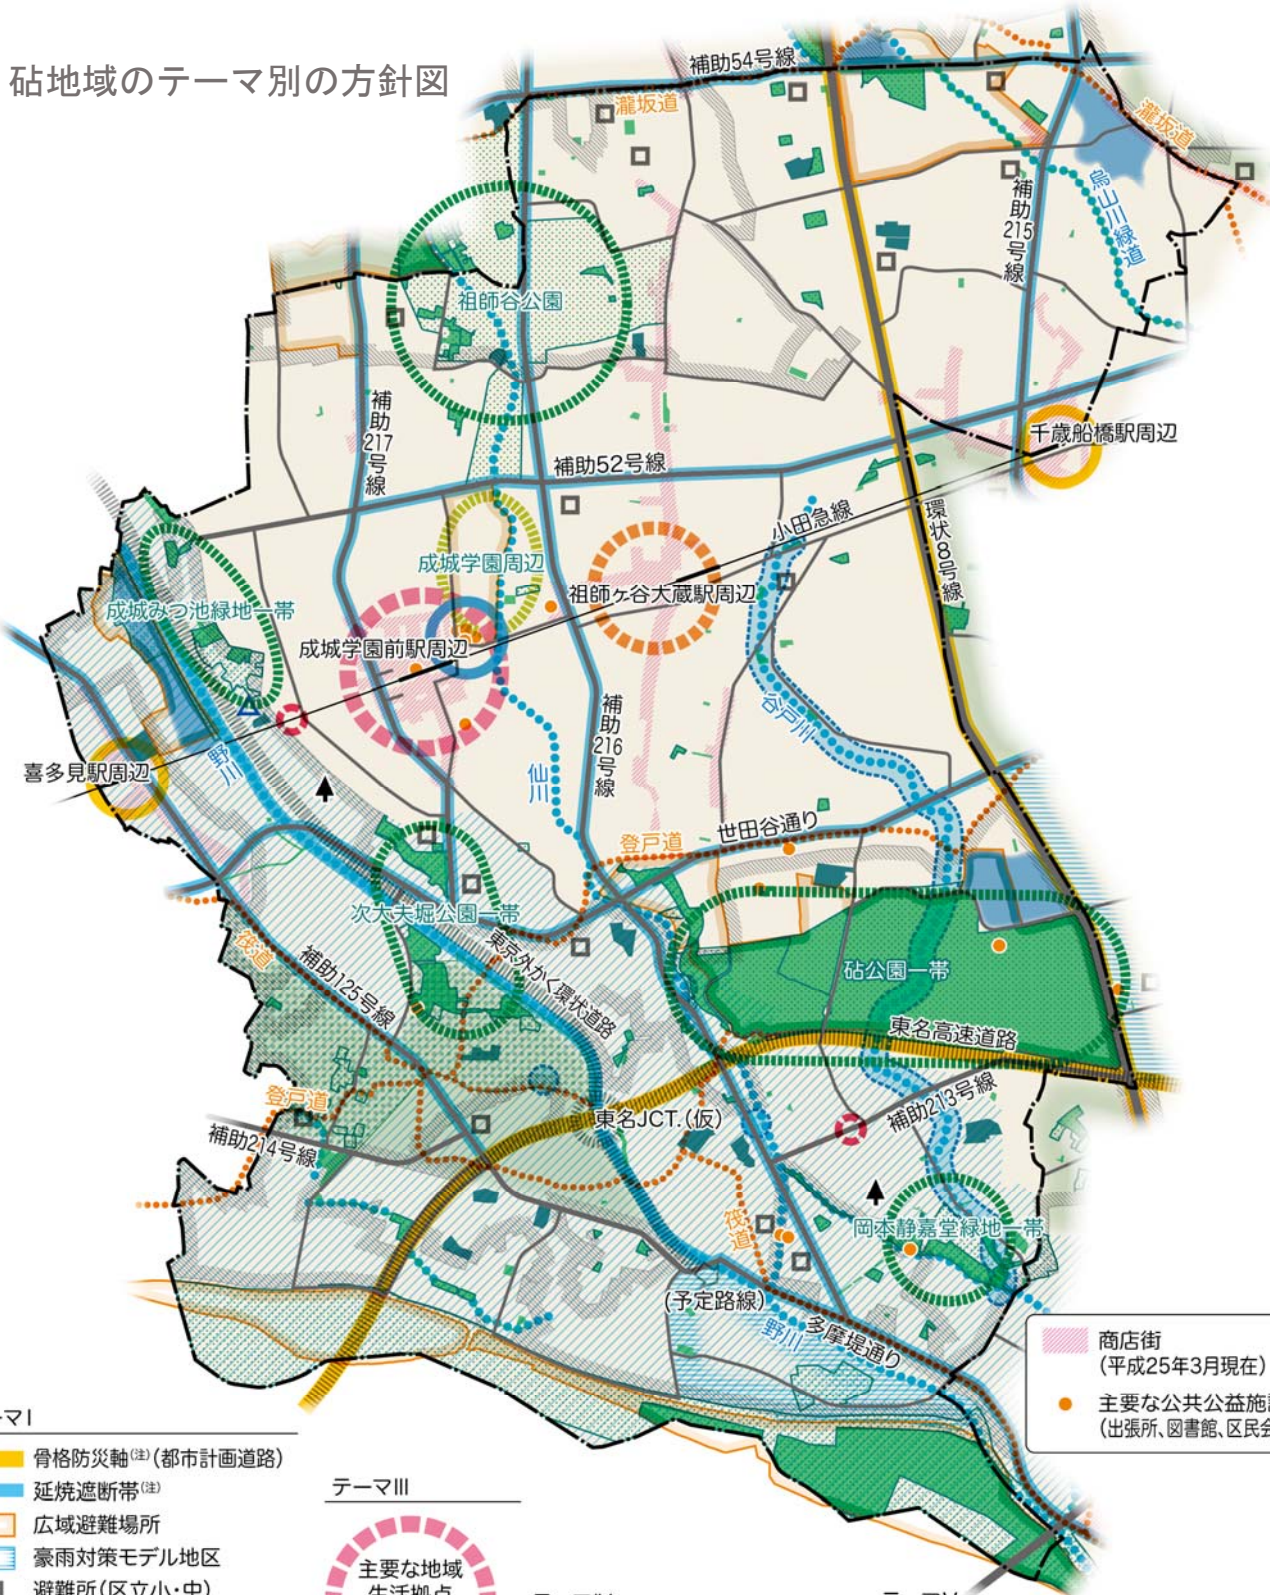 砧地域のテーマ別の方針図
補助54号線
瀧坂道
瀧坂道
烏山川緑道
補助215号線
祖師谷公園
補助217号線
千歳船橋駅周辺
補助52号線
小田急線
環状8号線
成城学園周辺
祖師ヶ谷大蔵駅周辺
成城みつ池緑地一帯
成城学園前駅周辺
谷戸州
補助216号線
野川
喜多見駅周辺
仙川
世田谷通り
登戸道
次大夫堀公園一帯
東京外かく環状道路
筏道
補助125号線
砧公園一帯
東名高速道路
登戸道
補助213号線
東名JCT.(仮)
補助214号線
筏道
岡本静嘉堂緑地一帯
(予定路線)
野川
多摩堤通り
商店街
(平成25年3月現在)
主要な公共公益施
(出張所、図書館、区民会
マⅠ
骨格防災軸(注)(都市計画道路)
延焼遮断帯(注)
広域避難場所
豪雨対策モデル地区
避難所(区立小・中)
テーマⅢ
主要な地域
生活拠点